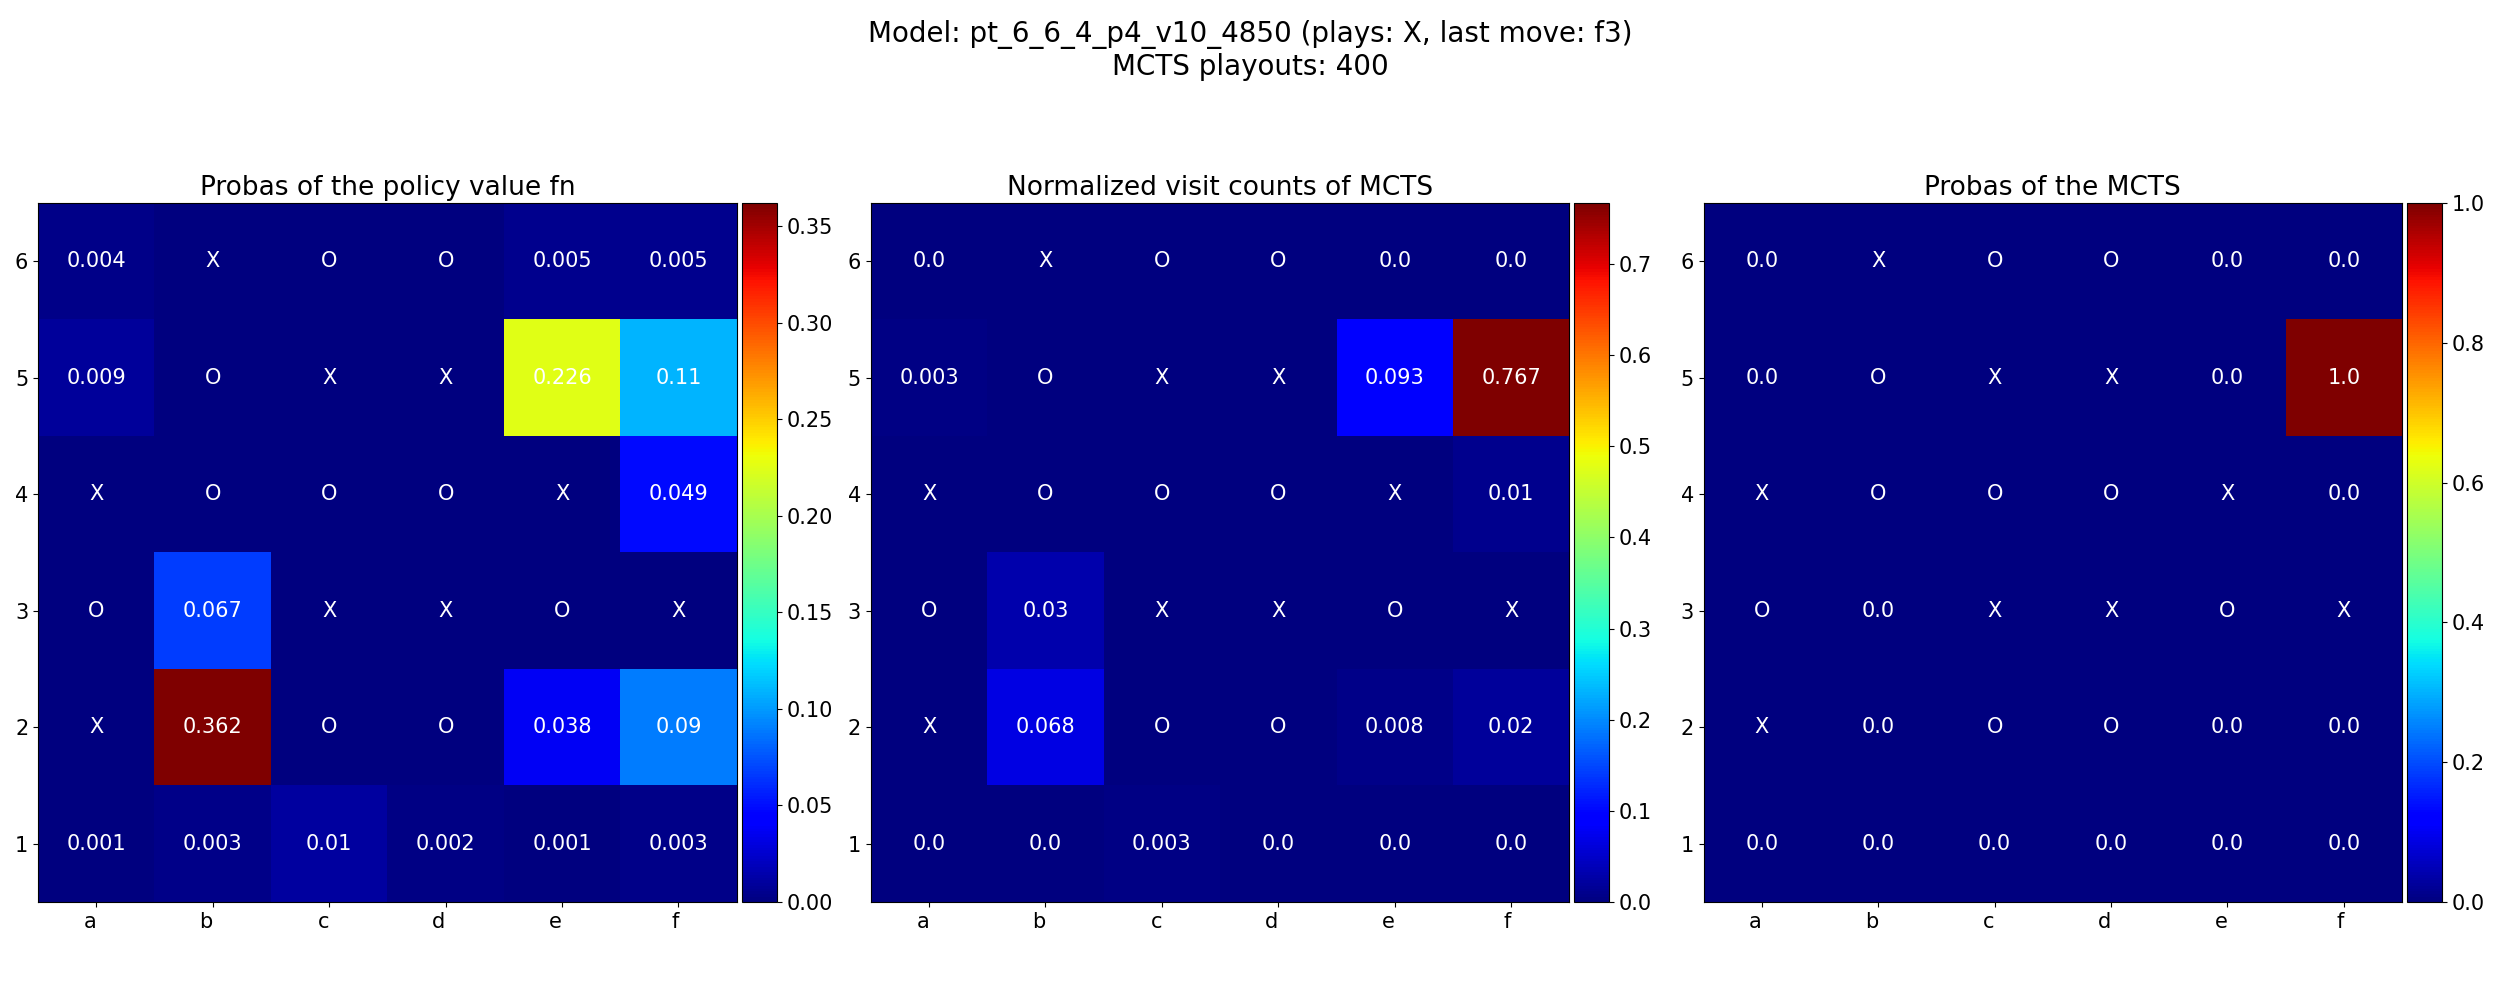 Model: pt_6_6_4_p4_v10_4850 (plays: X, last move: f3)
MCTS playouts: 400
Probas of the policy value fn
6 0.004 X O O 0.005 0.005
5 0.009 O X X 0.226 0.11
4 X O O O X 0.049
3 O 0.067 X X O X
2 X 0.362 O O 0.038 0.09
1 0.001 0.003 0.01 0.002 0.001 0.003
a b c d e f
0.35
0.30
0.25
0.20
0.15
0.10
0.05
0.00
Normalized visit counts of MCTS
6 0.0 X O O 0.0 0.0
5 0.003 O X X 0.093 0.767
4 X O O O X 0.01
3 O 0.03 X X O X
2 X 0.068 O O 0.008 0.02
1 0.0 0.0 0.003 0.0 0.0 0.0
a b c d e f
0.7
0.6
0.5
0.4
0.3
0.2
0.1
0.0
Probas of the MCTS
6 0.0 X O O 0.0 0.0
5 0.0 O X X 0.0 1.0
4 X O O O X 0.0
3 O 0.0 X X O X
2 X 0.0 O O 0.0 0.0
1 0.0 0.0 0.0 0.0 0.0 0.0
a b c d e f
1.0
0.8
0.6
0.4
0.2
0.0